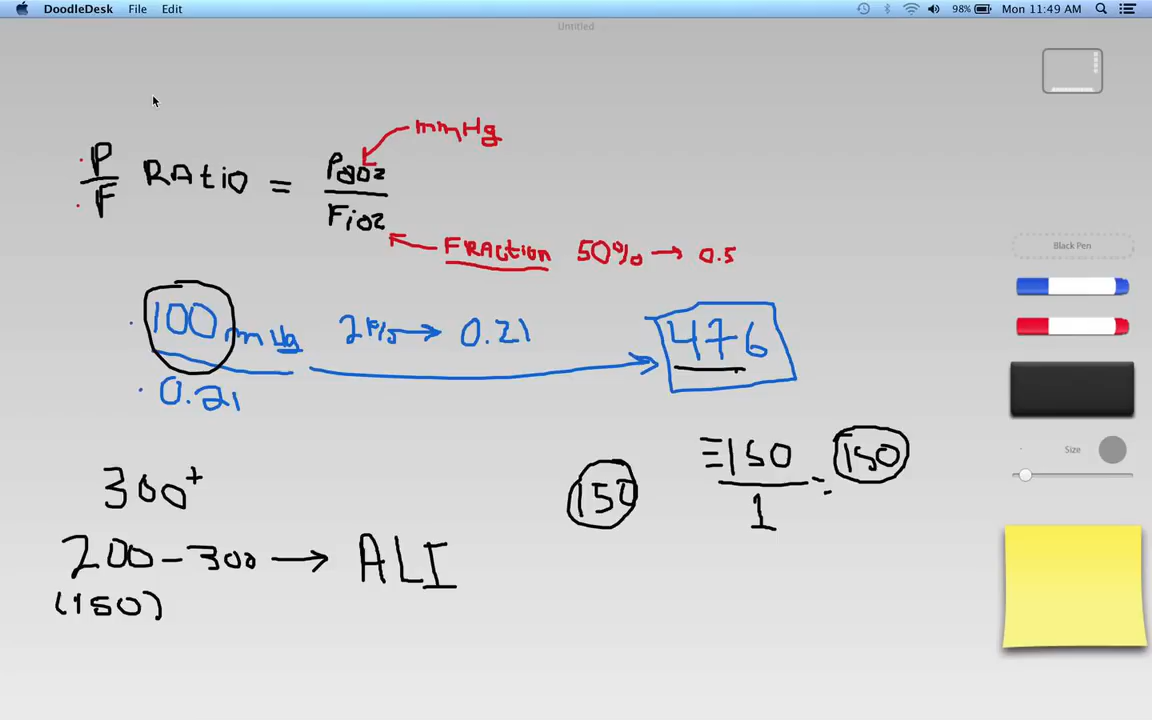 DoodleDesk File Edit 98% Mon 11:49 AM
Untitled
mmHg
P/F RAtio = PaO2/FiO2
FRACtion 50% → 0.5
Black Pen
100 mmHg 21% → 0.21 476
0.21
Size
300+
150
≡150/1 = 150
200-300 → ALI
(150)